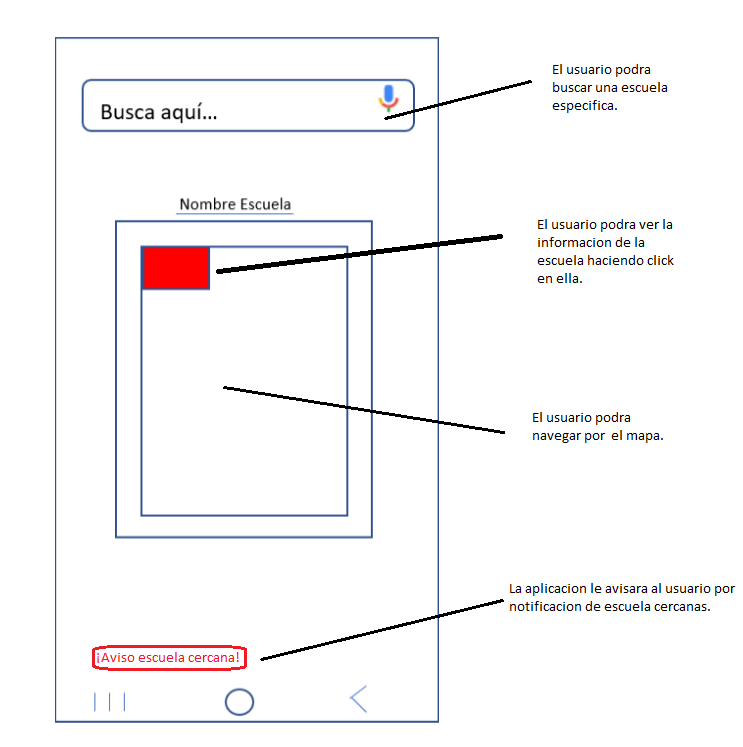 El usuario podra
buscar una escuela
especifica.
Busca aquí...
Nombre Escuela
El usuario podra ver la
informacion de la
escuela haciendo click
en ella.
El usuario podra
navegar por el mapa.
La aplicacion le avisara al usuario por
notificacion de escuela cercanas.
¡Aviso escuela cercana!